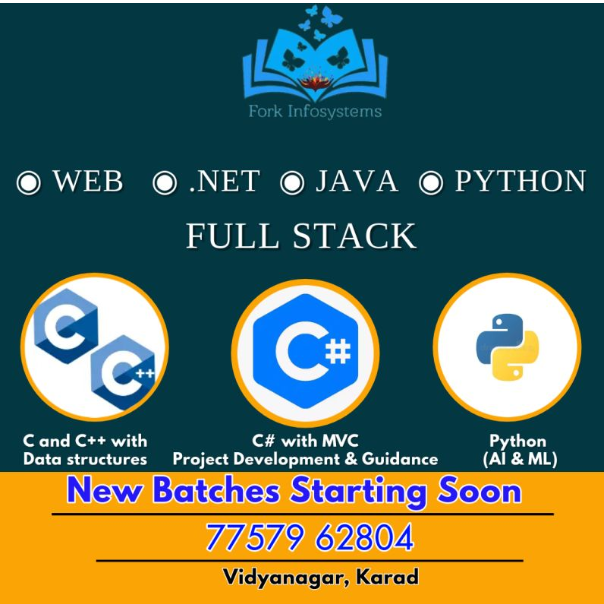 Fork Infosystems
◉ WEB ◉ .NET ◉ JAVA ◉ PYTHON
FULL STACK
C C++
C#
C and C++ with
Data structures
C# with MVC
Project Development & Guidance
Python
(AI & ML)
New Batches Starting Soon
77579 62804
Vidyanagar, Karad